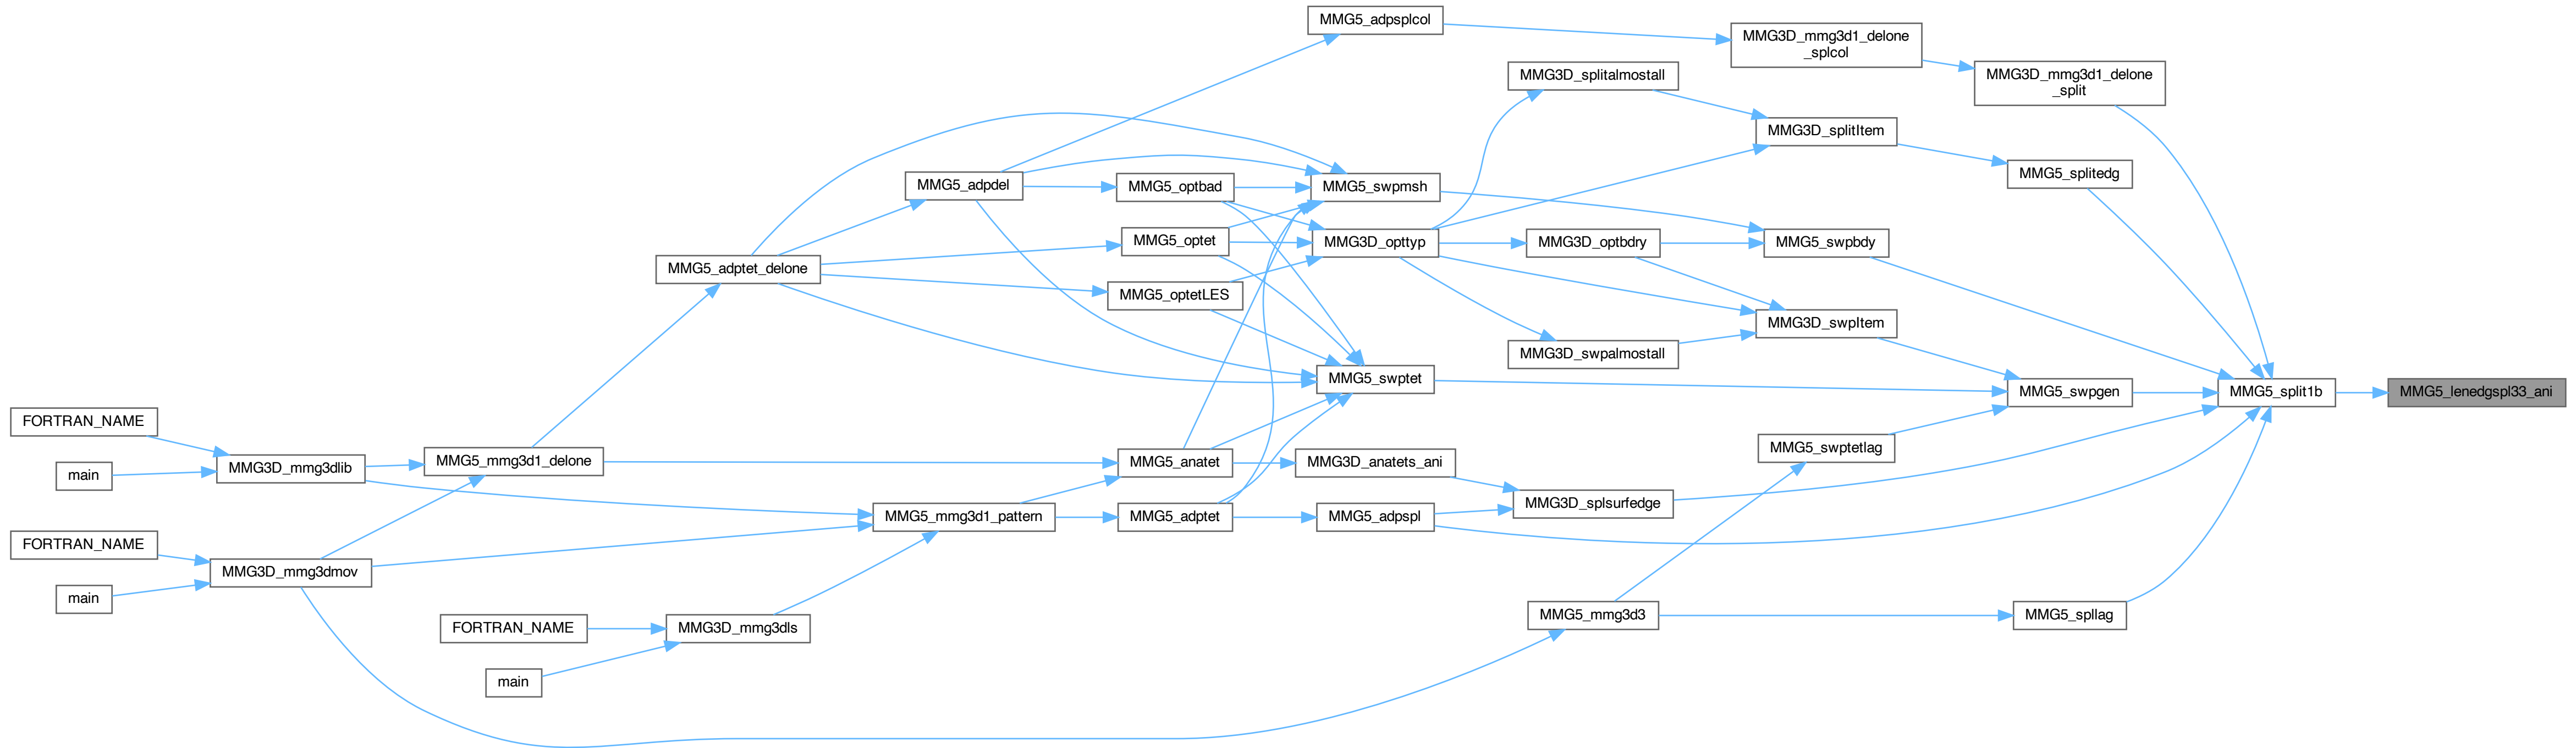 MMG5_adpsplcol
MMG3D_mmg3d1_delone
_splcol
MMG3D_splitalmostall
MMG3D_mmg3d1_delone
_split
MMG3D_splitItem
MMG5_splitedg
MMG5_adpdel
MMG5_optbad
MMG5_swpmsh
MMG5_optet
MMG3D_opttyp
MMG3D_optbdry
MMG5_swpbdy
MMG5_adptet_delone
MMG5_optetLES
MMG3D_swpItem
MMG3D_swpalmostall
MMG5_swptet
MMG5_swpgen
MMG5_split1b
MMG5_lenedgspl33_ani
FORTRAN_NAME
main
MMG3D_mmg3dlib
MMG5_mmg3d1_delone
MMG5_anatet
MMG3D_anatets_ani
MMG5_swptetlag
MMG3D_splsurfedge
MMG5_mmg3d1_pattern
MMG5_adptet
MMG5_adpspl
FORTRAN_NAME
main
MMG3D_mmg3dmov
FORTRAN_NAME
MMG3D_mmg3dls
main
MMG5_mmg3d3
MMG5_spllag